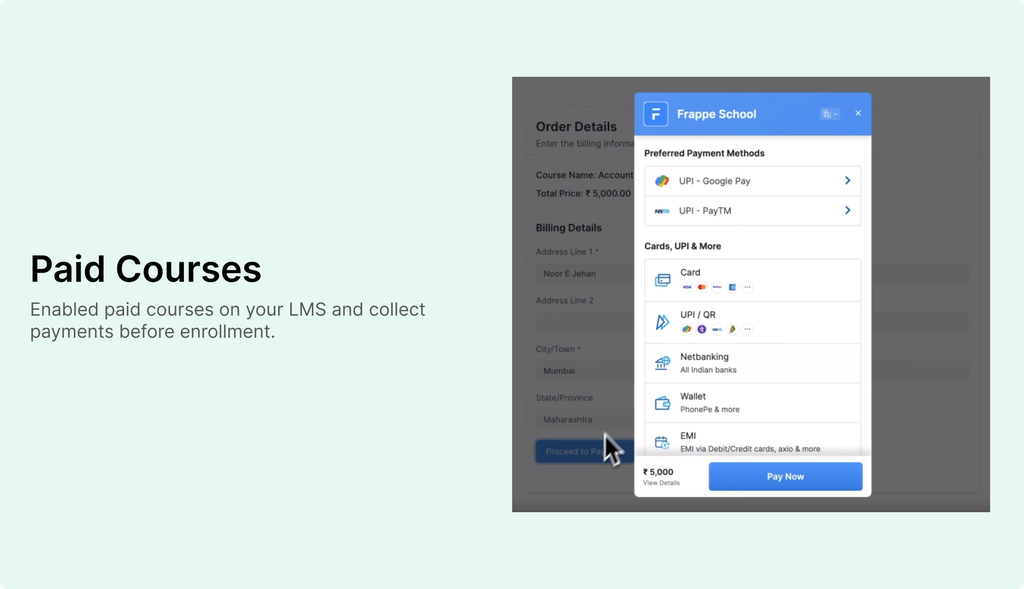 Paid Courses
Enabled paid courses on your LMS and collect
payments before enrollment.
Order Details
Enter the billing informa
Course Name: Account
Total Price: ₹ 5,000.00
Billing Details
Address Line 1 *
Noor E Jehan
Address Line 2
City/Town *
Mumbai
State/Province
Maharashtra
Proceed to Pay
Frappe School
Preferred Payment Methods
UPI - Google Pay
UPI - PayTM
Cards, UPI & More
Card
VISA
UPI / QR
Netbanking
All Indian banks
Wallet
PhonePe & more
EMI
EMI via Debit/Credit cards, axio & more
₹ 5,000
View Details
Pay Now